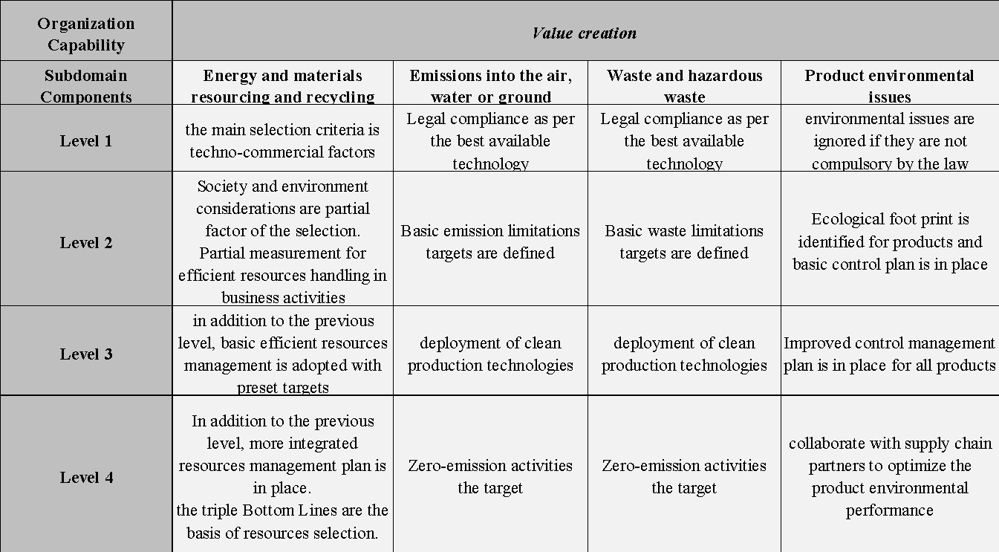 Organization
Capability
Value creation
Subdomain
Components
Energy and materials
resourcing and recycling
Emissions into the air,
water or ground
Waste and hazardous
waste
Product environmental
issues
Level 1
the main selection criteria is
techno-commercial factors
Legal compliance as per
the best available
technology
Legal compliance as per
the best available
technology
environmental issues are
ignored if they are not
compulsory by the law
Level 2
Society and environment
considerations are partial
factor of the selection.
Partial measurement for
efficient resources handling in
business activities
Basic emission limitations
targets are defined
Basic waste limitations
targets are defined
Ecological foot print is
identified for products and
basic control plan is in place
Level 3
in addition to the previous
level, basic efficient resources
management is adopted with
preset targets
deployment of clean
production technologies
deployment of clean
production technologies
Improved control management
plan is in place for all products
Level 4
In addition to the previous
level, more integrated
resources management plan is
in place.
the triple Bottom Lines are the
basis of resources selection.
Zero-emission activities
the target
Zero-emission activities
the target
collaborate with supply chain
partners to optimize the
product environmental
performance